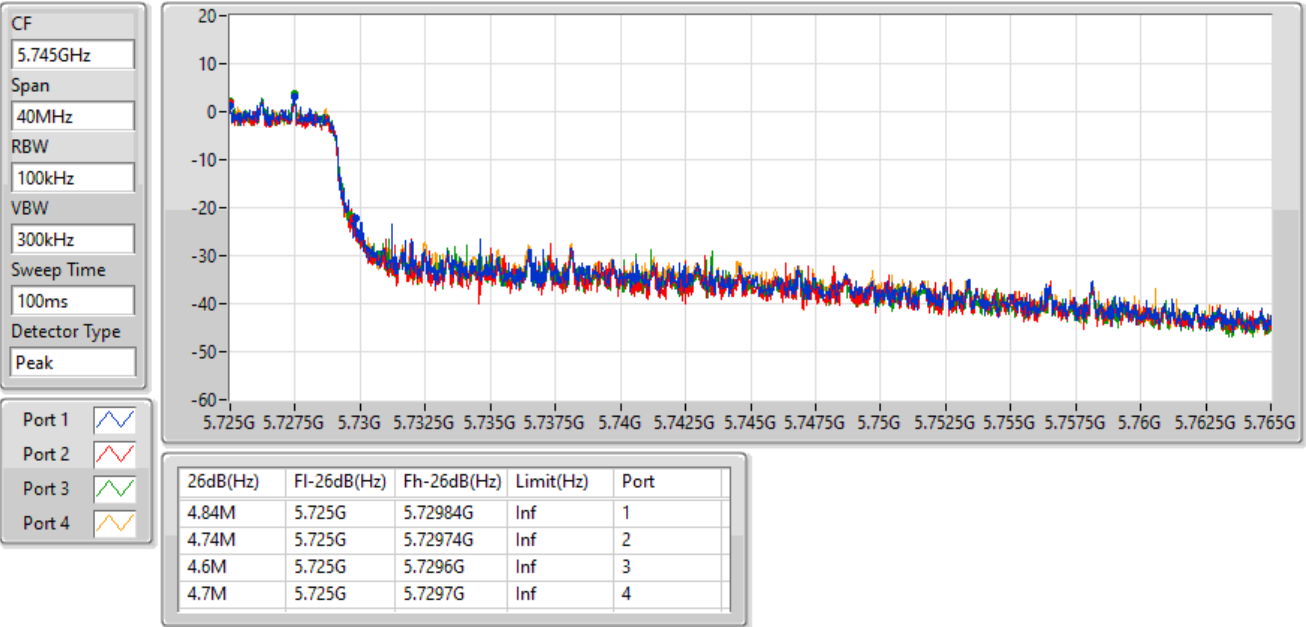 CF
5.745GHz
Span
40MHz
RBW
100kHz
VBW
300kHz
Sweep Time
100ms
Detector Type
Peak
Port 1
Port 2
Port 3
Port 4
20
10
0
-10
-20
-30
-40
-50
-60
5.725G 5.7275G 5.73G 5.7325G 5.735G 5.7375G 5.74G 5.7425G 5.745G 5.7475G 5.75G 5.7525G 5.755G 5.7575G 5.76G 5.7625G 5.765G
26dB(Hz) Fl-26dB(Hz) Fh-26dB(Hz) Limit(Hz) Port
4.84M 5.725G 5.72984G Inf 1
4.74M 5.725G 5.72974G Inf 2
4.6M 5.725G 5.7296G Inf 3
4.7M 5.725G 5.7297G Inf 4